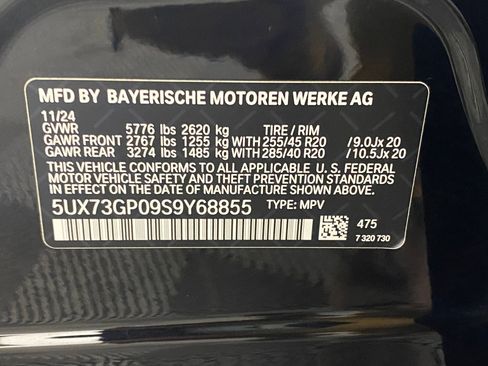 MFD BY BAYERISCHE MOTOREN WERKE AG
11/24
GVWR 5776 lbs 2620 kg TIRE / RIM
GAWR FRONT 2767 lbs 1255 kg WITH 255/45 R20 /9.0Jx 20
GAWR REAR 3274 lbs 1485 kg WITH 285/40 R20 /10.5Jx 20
THIS VEHICLE CONFORMS TO ALL APPLICABLE U. S. FEDERAL
MOTOR VEHICLE SAFETY AND THEFT PREVENTION STANDARDS IN EFFECT
ON THE DATE OF MANUFACTURE SHOWN ABOVE.
5UX73GP09S9Y68855 TYPE: MPV
475
7 320 730